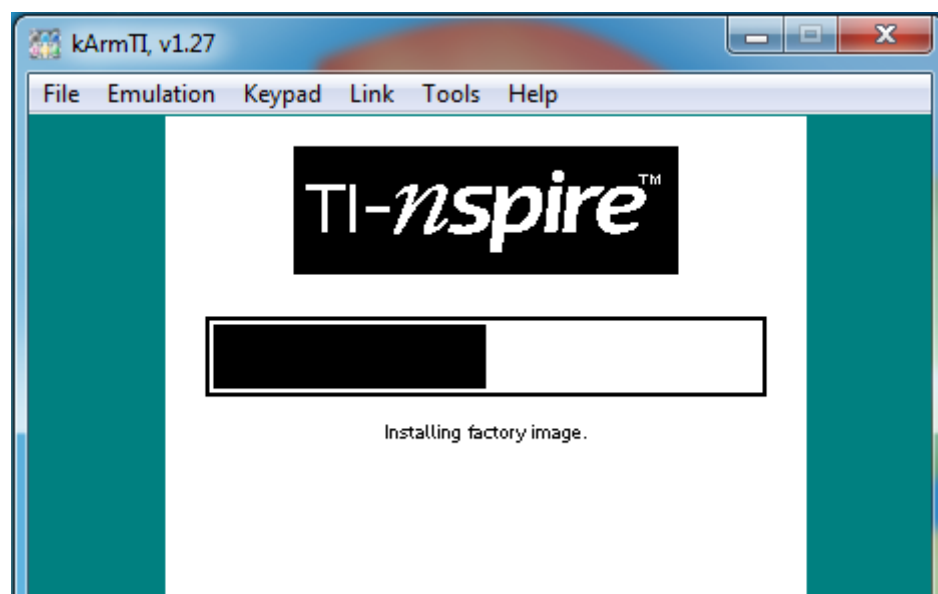 kArmTI, v1.27
File Emulation Keypad Link Tools Help
TI-nspire™
Installing factory image.